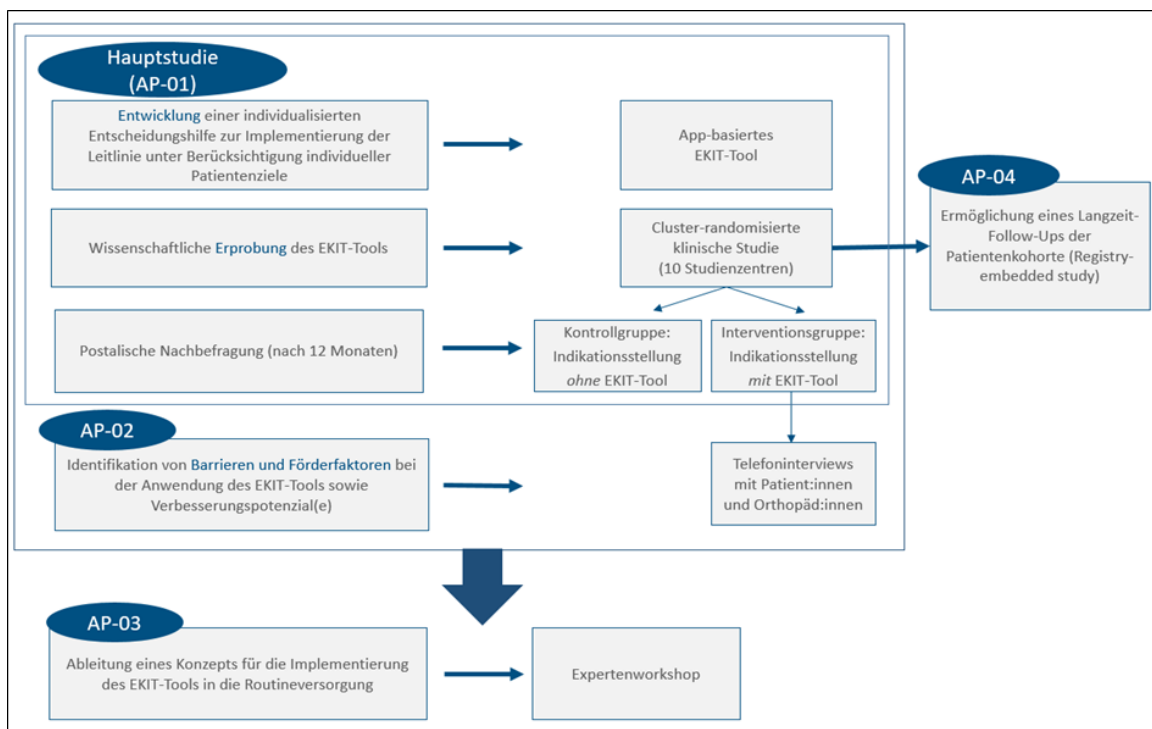 Hauptstudie
(AP-01)
Entwicklung einer individualisierten
Entscheidungshilfe zur Implementierung der
Leitlinie unter Berücksichtigung individueller
Patientenziele
App-basiertes
EKIT-Tool
Wissenschaftliche Erprobung des EKIT-Tools
Cluster-randomisierte
klinische Studie
(10 Studienzentren)
AP-04
Ermöglichung eines Langzeit-
Follow-Ups der
Patientenkohorte (Registry-
embedded study)
Postalische Nachbefragung (nach 12 Monaten)
Kontrollgruppe:
Indikationsstellung
ohne EKIT-Tool
Interventionsgruppe:
Indikationsstellung
mit EKIT-Tool
AP-02
Identifikation von Barrieren und Förderfaktoren bei
der Anwendung des EKIT-Tools sowie
Verbesserungspotenzial(e)
Telefoninterviews
mit Patient:innen
und Orthopäd:innen
AP-03
Ableitung eines Konzepts für die Implementierung
des EKIT-Tools in die Routineversorgung
Expertenworkshop